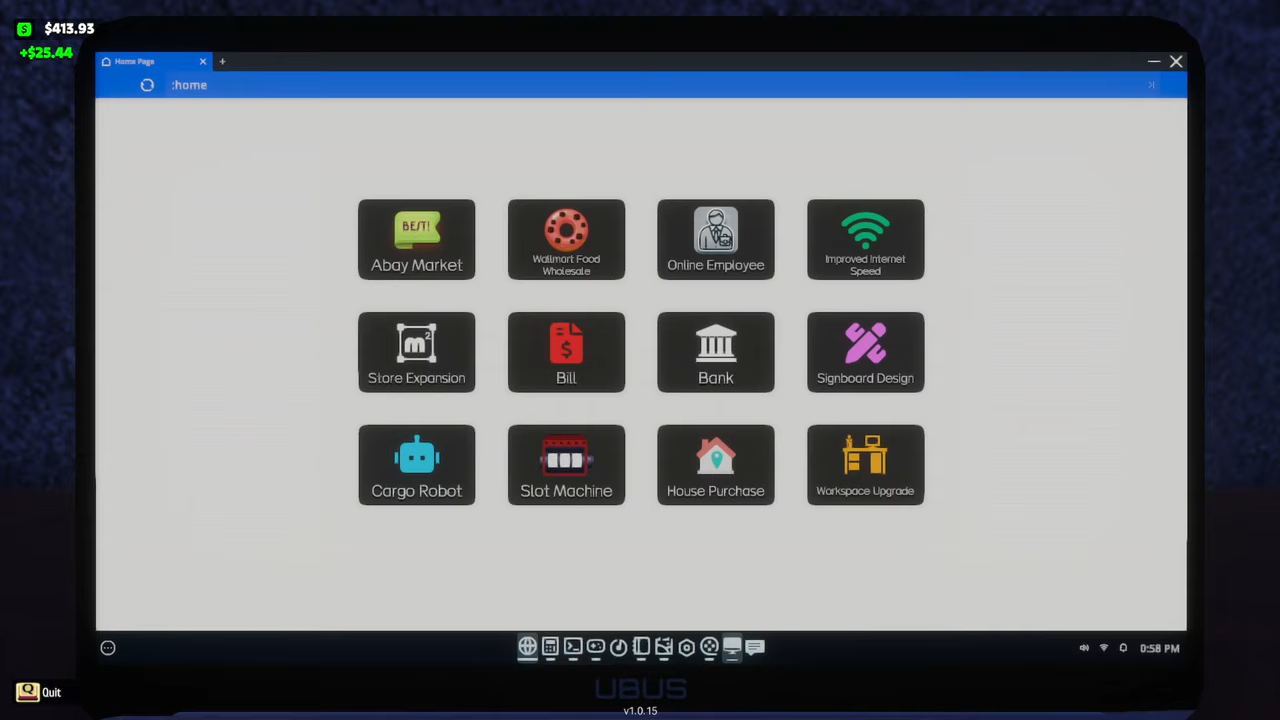 $413.93
+$25.44
Home Page
:home
BEST!
Abay Market
Wallmart Food
Wholesale
Online Employee
Improved Internet
Speed
m²
Store Expansion
Bill
Bank
Signboard Design
Cargo Robot
Slot Machine
House Purchase
Workspace Upgrade
0:58 PM
UBUS
Q Quit
v1.0.15